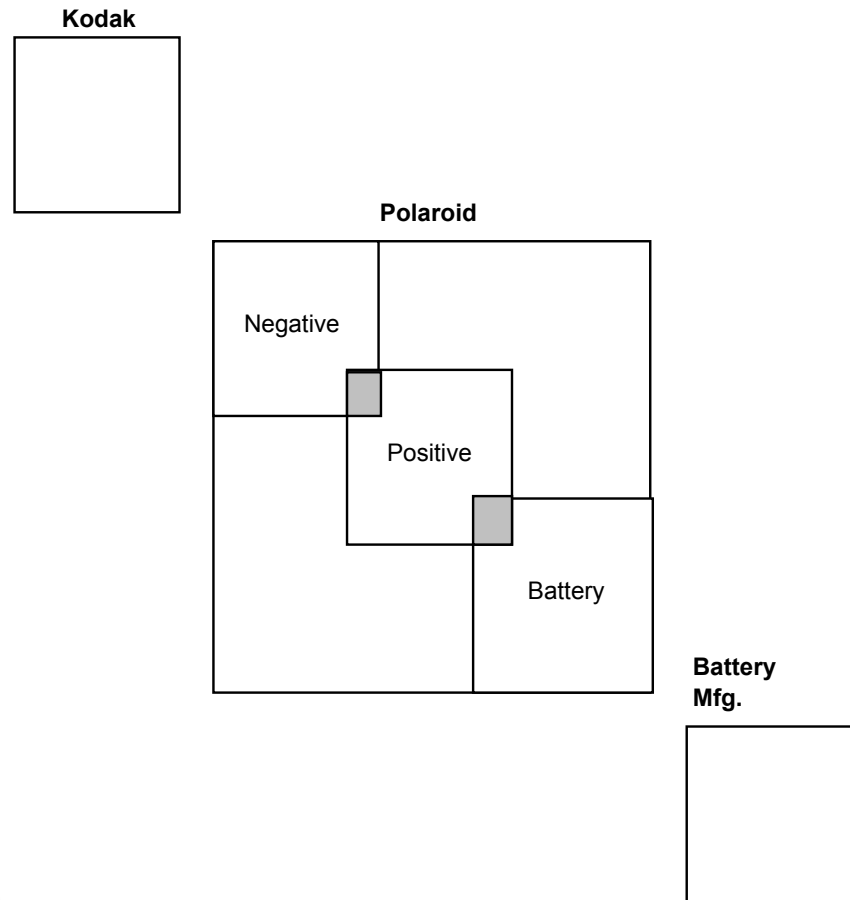 Kodak
Polaroid
Negative
Positive
Battery
Battery
Mfg.